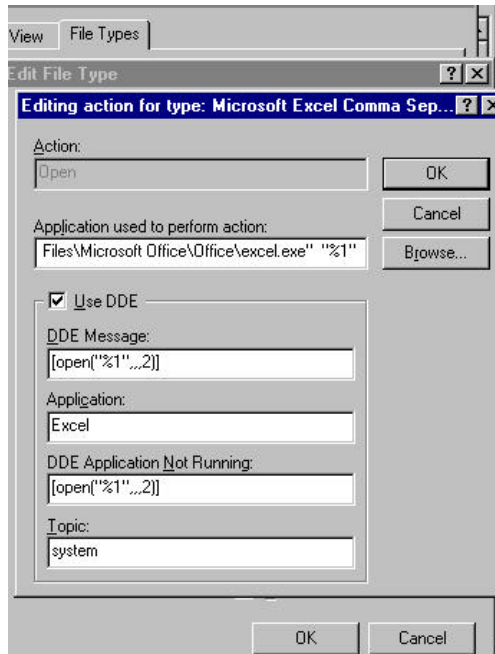 View
File Types
Edit File Type
Editing action for type: Microsoft Excel Comma Sep...
Action:
Open
OK
Cancel
Application used to perform action:
Files\Microsoft Office\Office\excel.exe" "%1"
Browse...
Use DDE
DDE Message:
[open("%1",,,2)]
Application:
Excel
DDE Application Not Running:
[open("%1",,,2)]
Topic:
system
OK
Cancel